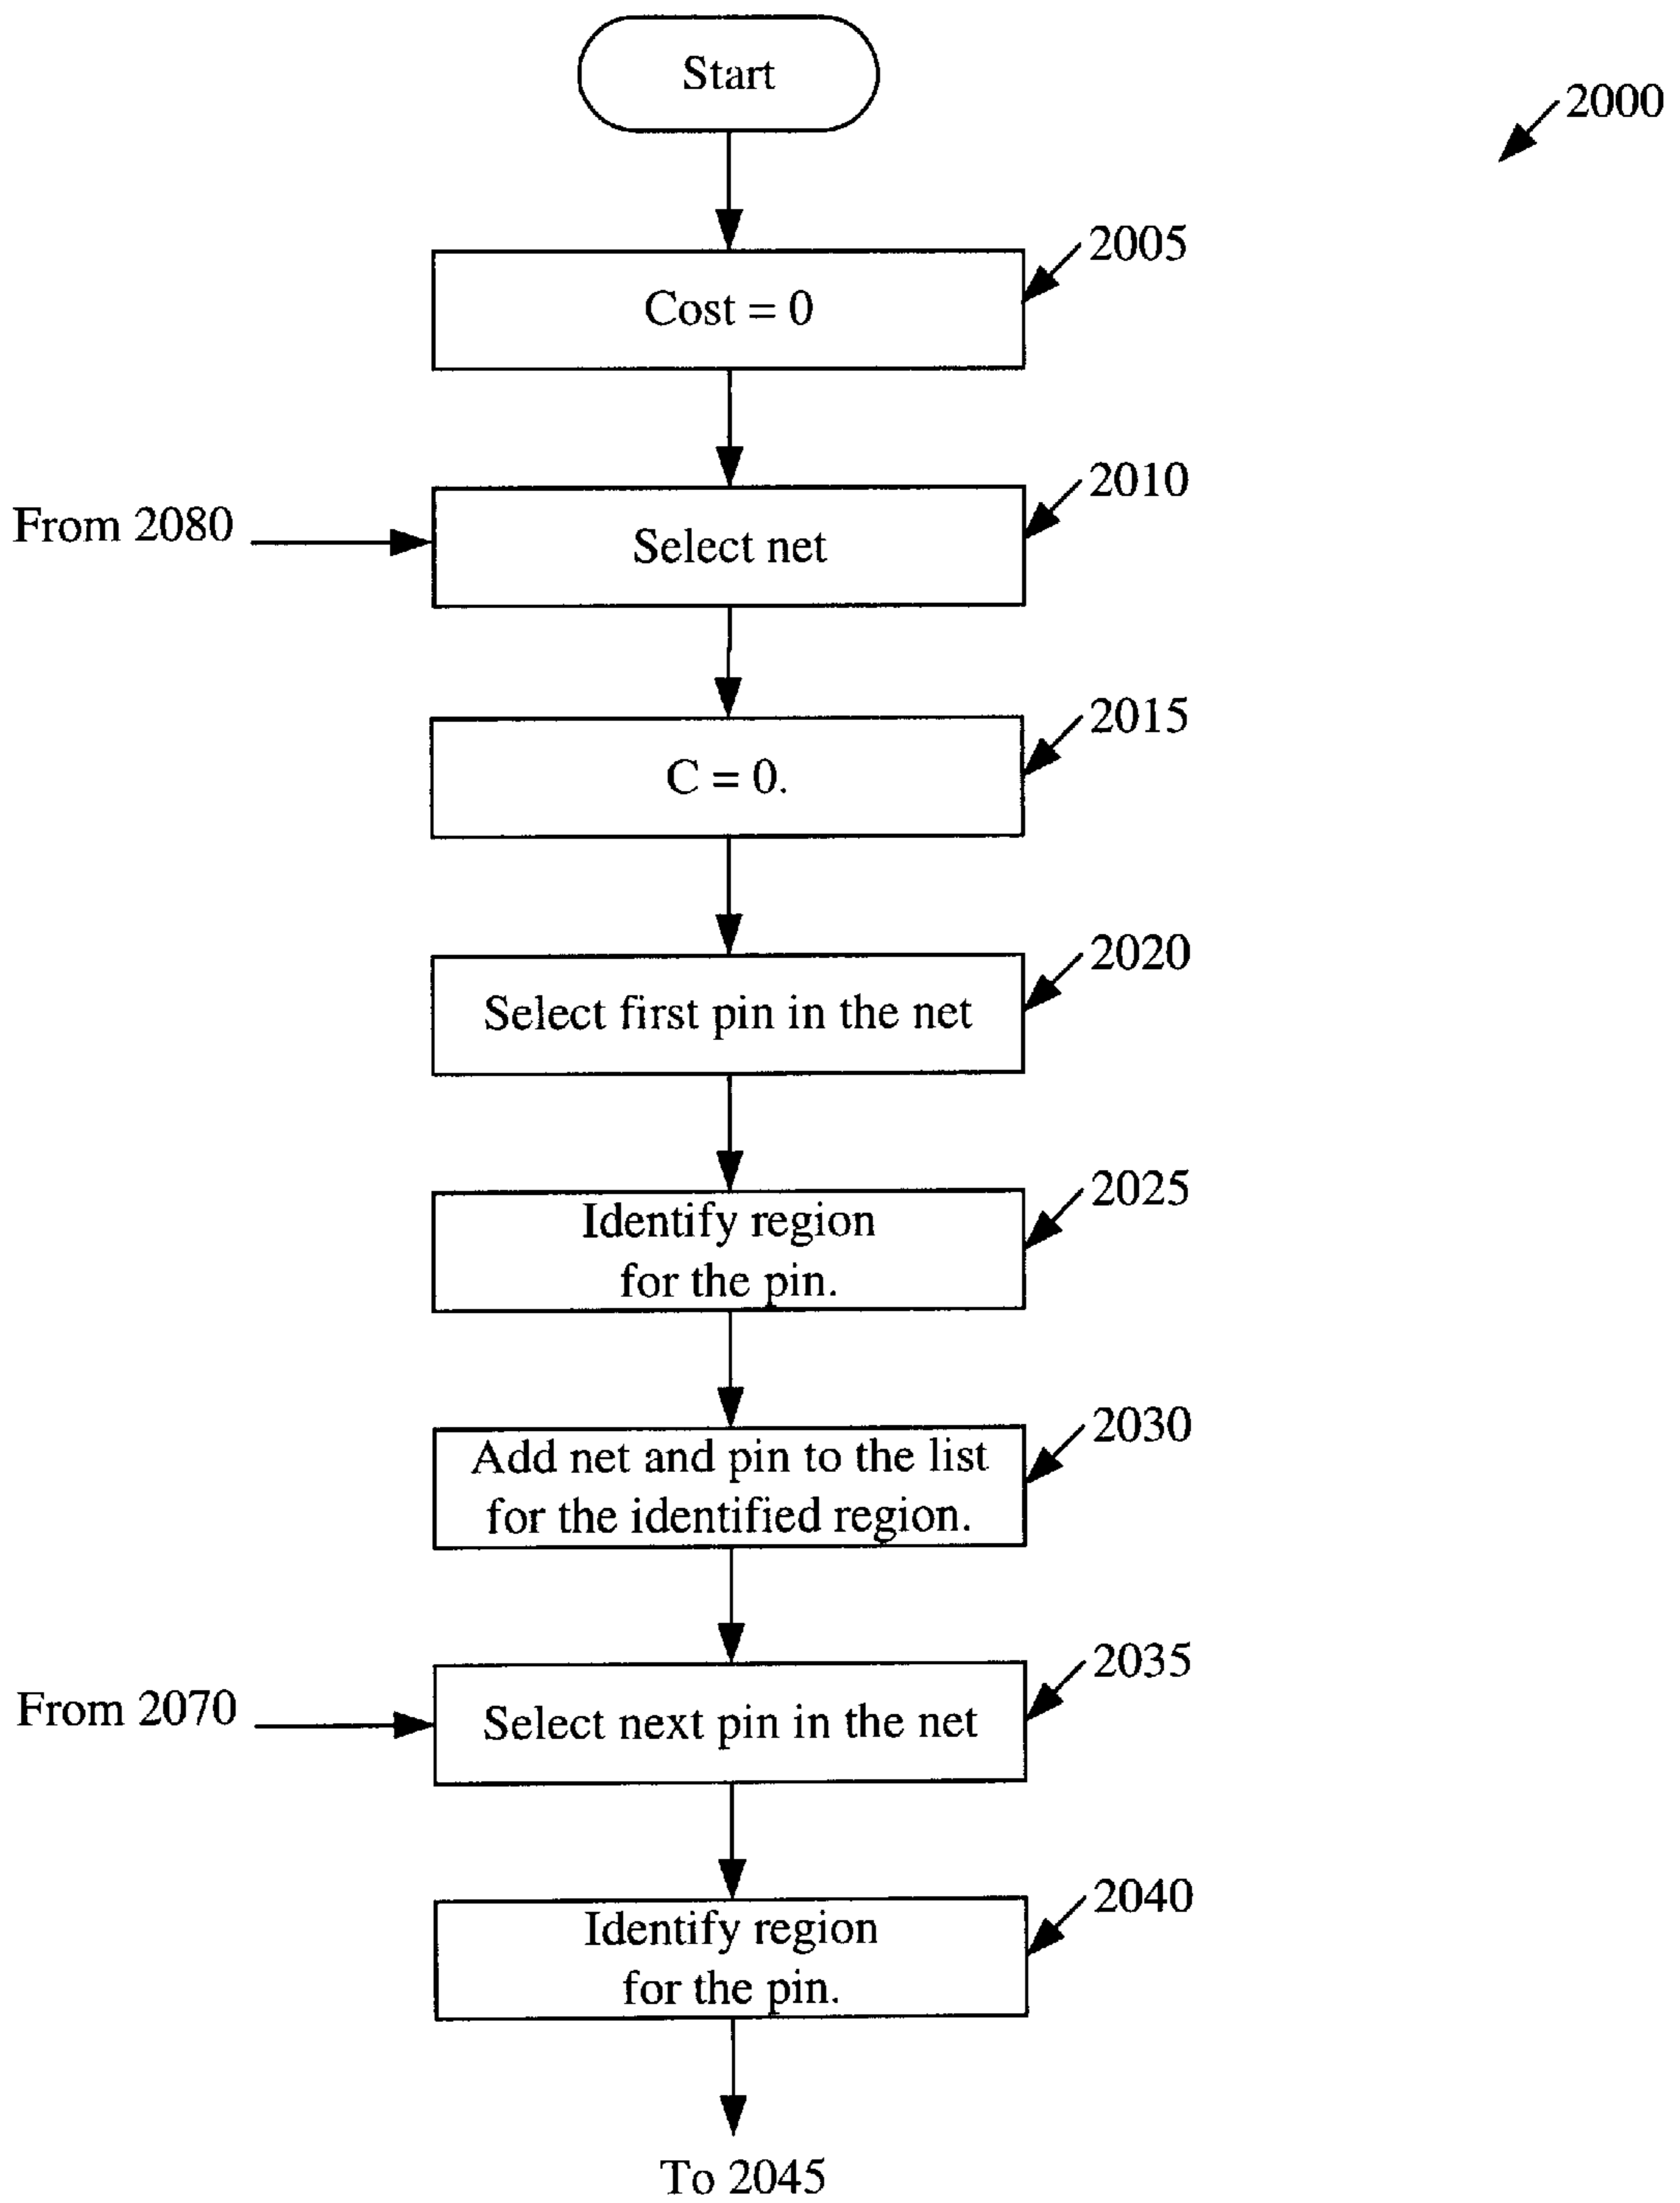 Start
2000
2005
Cost = 0
2010
From 2080
Select net
2015
C = 0.
2020
Select first pin in the net
2025
Identify region
for the pin.
2030
Add net and pin to the list
for the identified region.
2035
From 2070
Select next pin in the net
2040
Identify region
for the pin.
To 2045